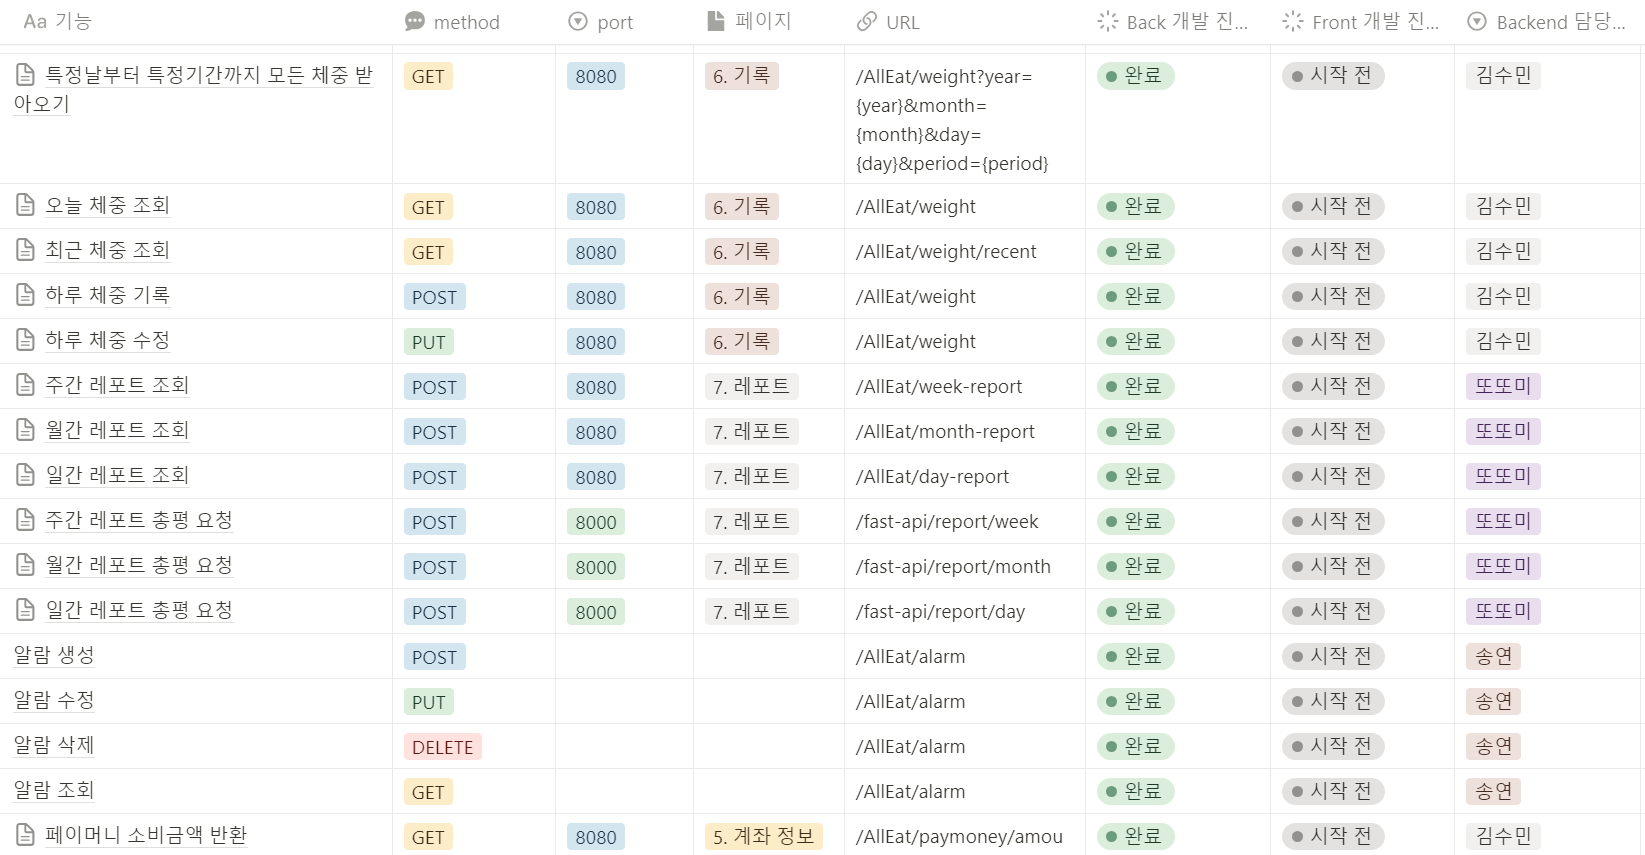 Aa 기능 method port 페이지 URL Back 개발 진... Front 개발 진... Backend 담당...
특정날부터 특정기간까지 모든 체중 받 GET 8080 6. 기록 /AllEat/weight?year= 완료 시작 전 김수민
아오기 {year}&month=
{month}&day=
{day}&period={period}
오늘 체중 조회 GET 8080 6. 기록 /AllEat/weight 완료 시작 전 김수민
최근 체중 조회 GET 8080 6. 기록 /AllEat/weight/recent 완료 시작 전 김수민
하루 체중 기록 POST 8080 6. 기록 /AllEat/weight 완료 시작 전 김수민
하루 체중 수정 PUT 8080 6. 기록 /AllEat/weight 완료 시작 전 김수민
주간 레포트 조회 POST 8080 7. 레포트 /AllEat/week-report 완료 시작 전 또또미
월간 레포트 조회 POST 8080 7. 레포트 /AllEat/month-report 완료 시작 전 또또미
일간 레포트 조회 POST 8080 7. 레포트 /AllEat/day-report 완료 시작 전 또또미
주간 레포트 총평 요청 POST 8000 7. 레포트 /fast-api/report/week 완료 시작 전 또또미
월간 레포트 총평 요청 POST 8000 7. 레포트 /fast-api/report/month 완료 시작 전 또또미
일간 레포트 총평 요청 POST 8000 7. 레포트 /fast-api/report/day 완료 시작 전 또또미
알람 생성 POST /AllEat/alarm 완료 시작 전 송연
알람 수정 PUT /AllEat/alarm 완료 시작 전 송연
알람 삭제 DELETE /AllEat/alarm 완료 시작 전 송연
알람 조회 GET /AllEat/alarm 완료 시작 전 송연
페이머니 소비금액 반환 GET 8080 5. 계좌 정보 /AllEat/paymoney/amou 완료 시작 전 김수민